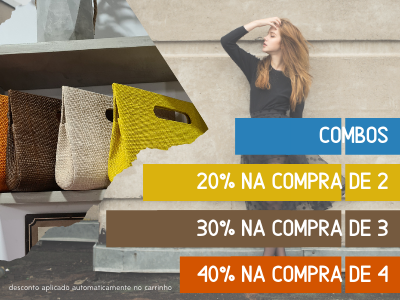 COMBOS
20% NA COMPRA DE 2
30% NA COMPRA DE 3
40% NA COMPRA DE 4
desconto aplicado automaticamente no carrinho